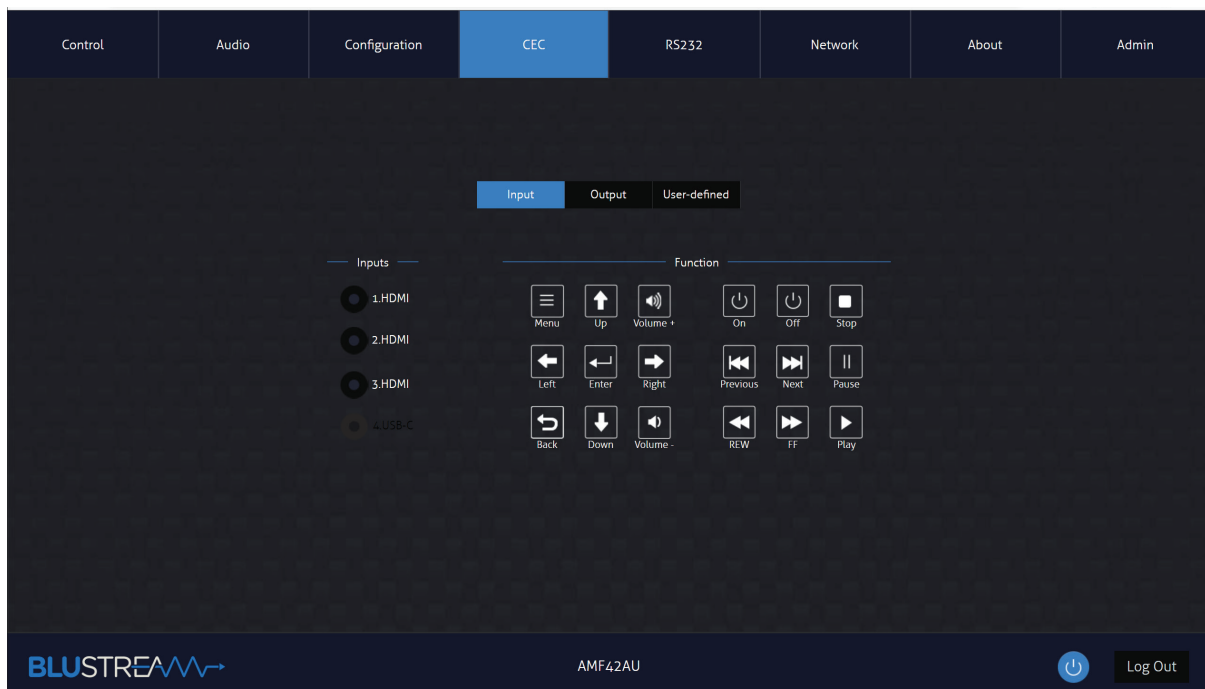 Control Audio Configuration CEC RS232 Network About Admin
Input Output User-defined
Inputs
1.HDMI
2.HDMI
3.HDMI
4.USB-C
Function
Menu Up Volume + On Off Stop
Left Enter Right Previous Next Pause
Back Down Volume - REW FF Play
BLUSTREAM AMF42AU Log Out